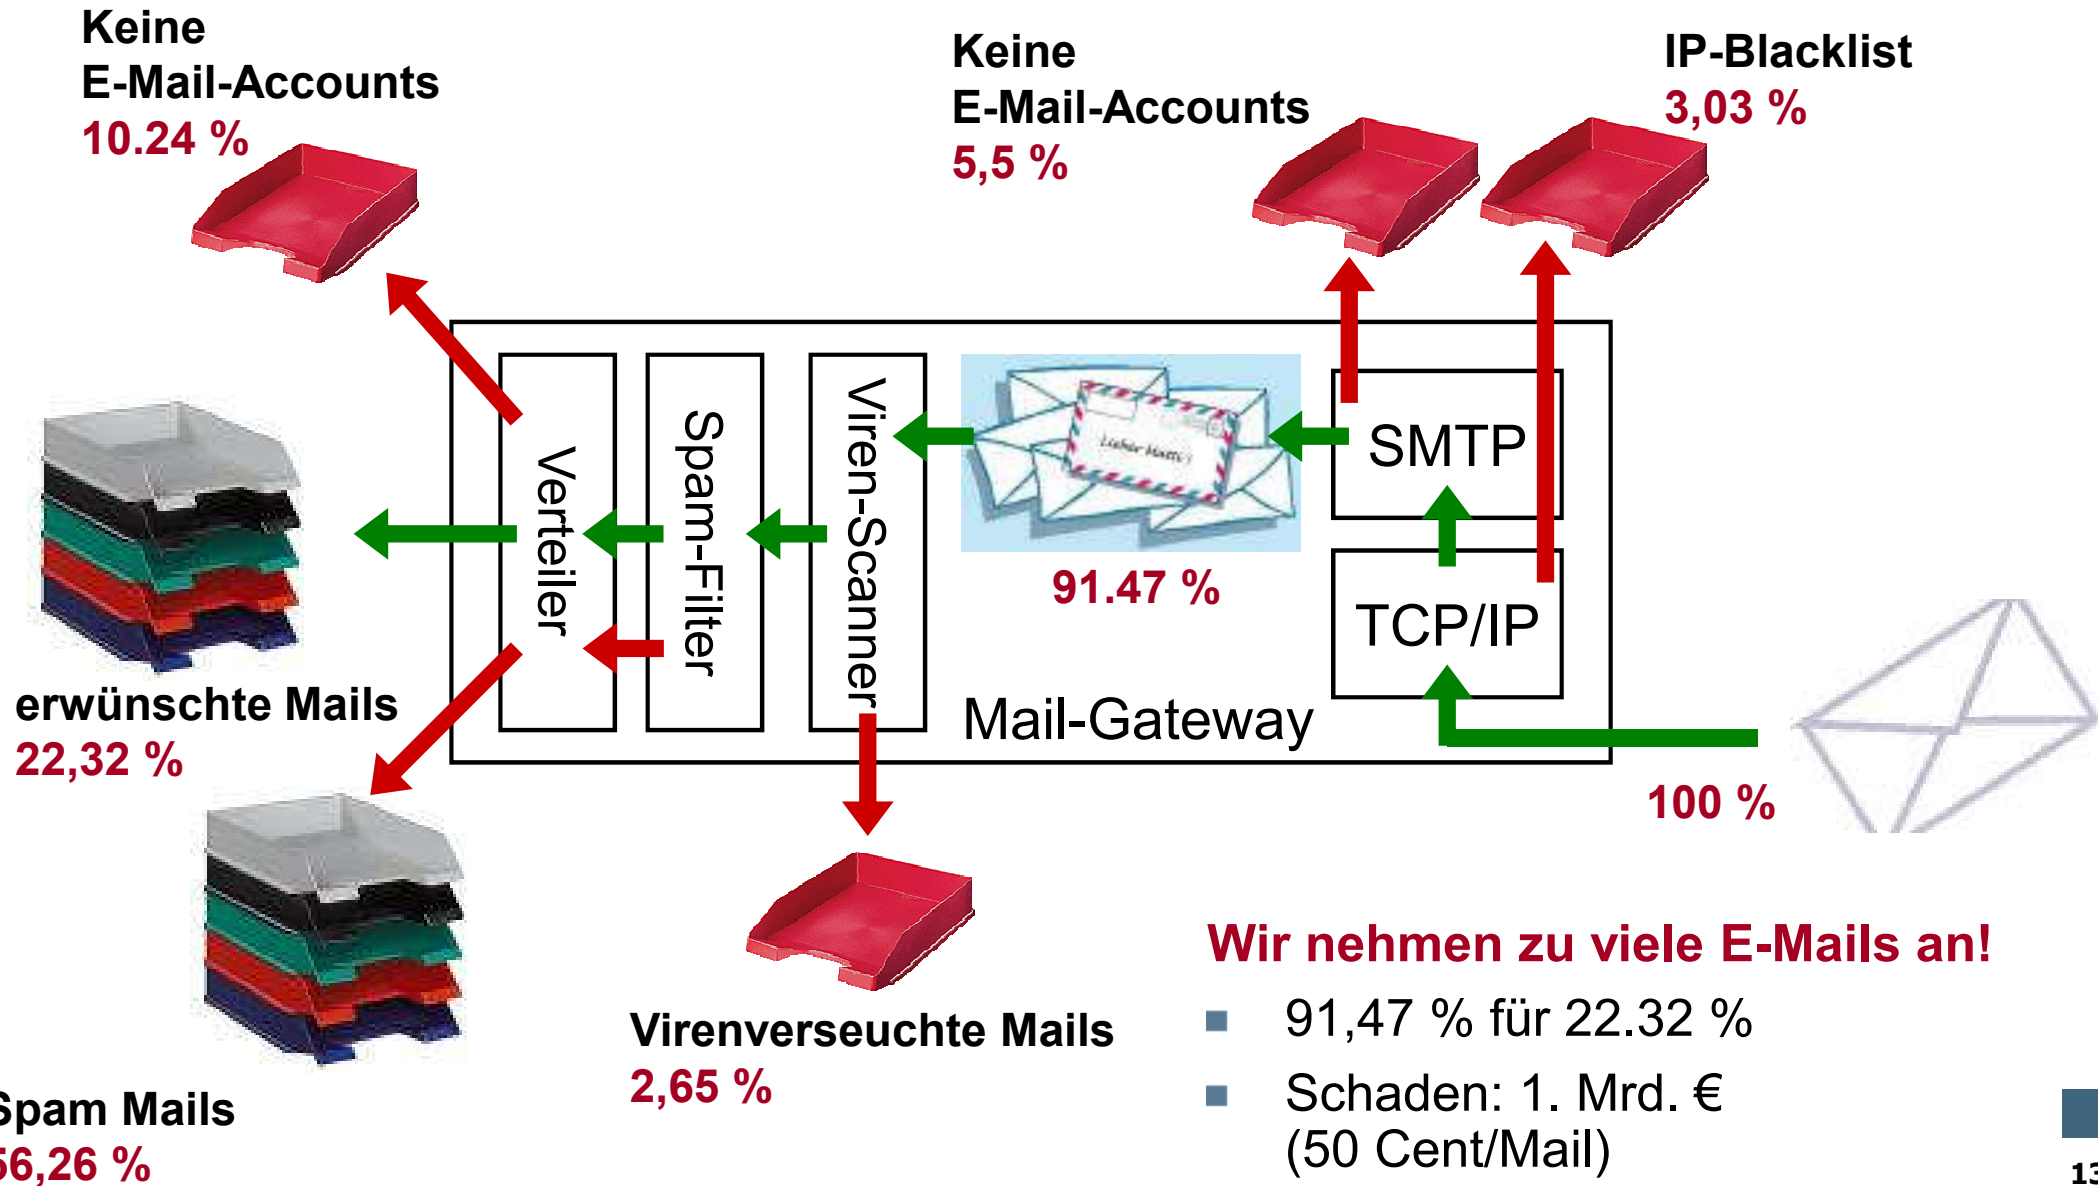 Keine
E-Mail-Accounts
10.24 %
Keine
E-Mail-Accounts
5,5 %
IP-Blacklist
3,03 %
Verteiler
Spam-Filter
Viren-Scanner
Lieber Matti!
91.47 %
SMTP
TCP/IP
Mail-Gateway
100 %
erwünschte Mails
22,32 %
Spam Mails
56,26 %
Virenverseuchte Mails
2,65 %
Wir nehmen zu viele E-Mails an!
91,47 % für 22.32 %
Schaden: 1. Mrd. €
(50 Cent/Mail)
13